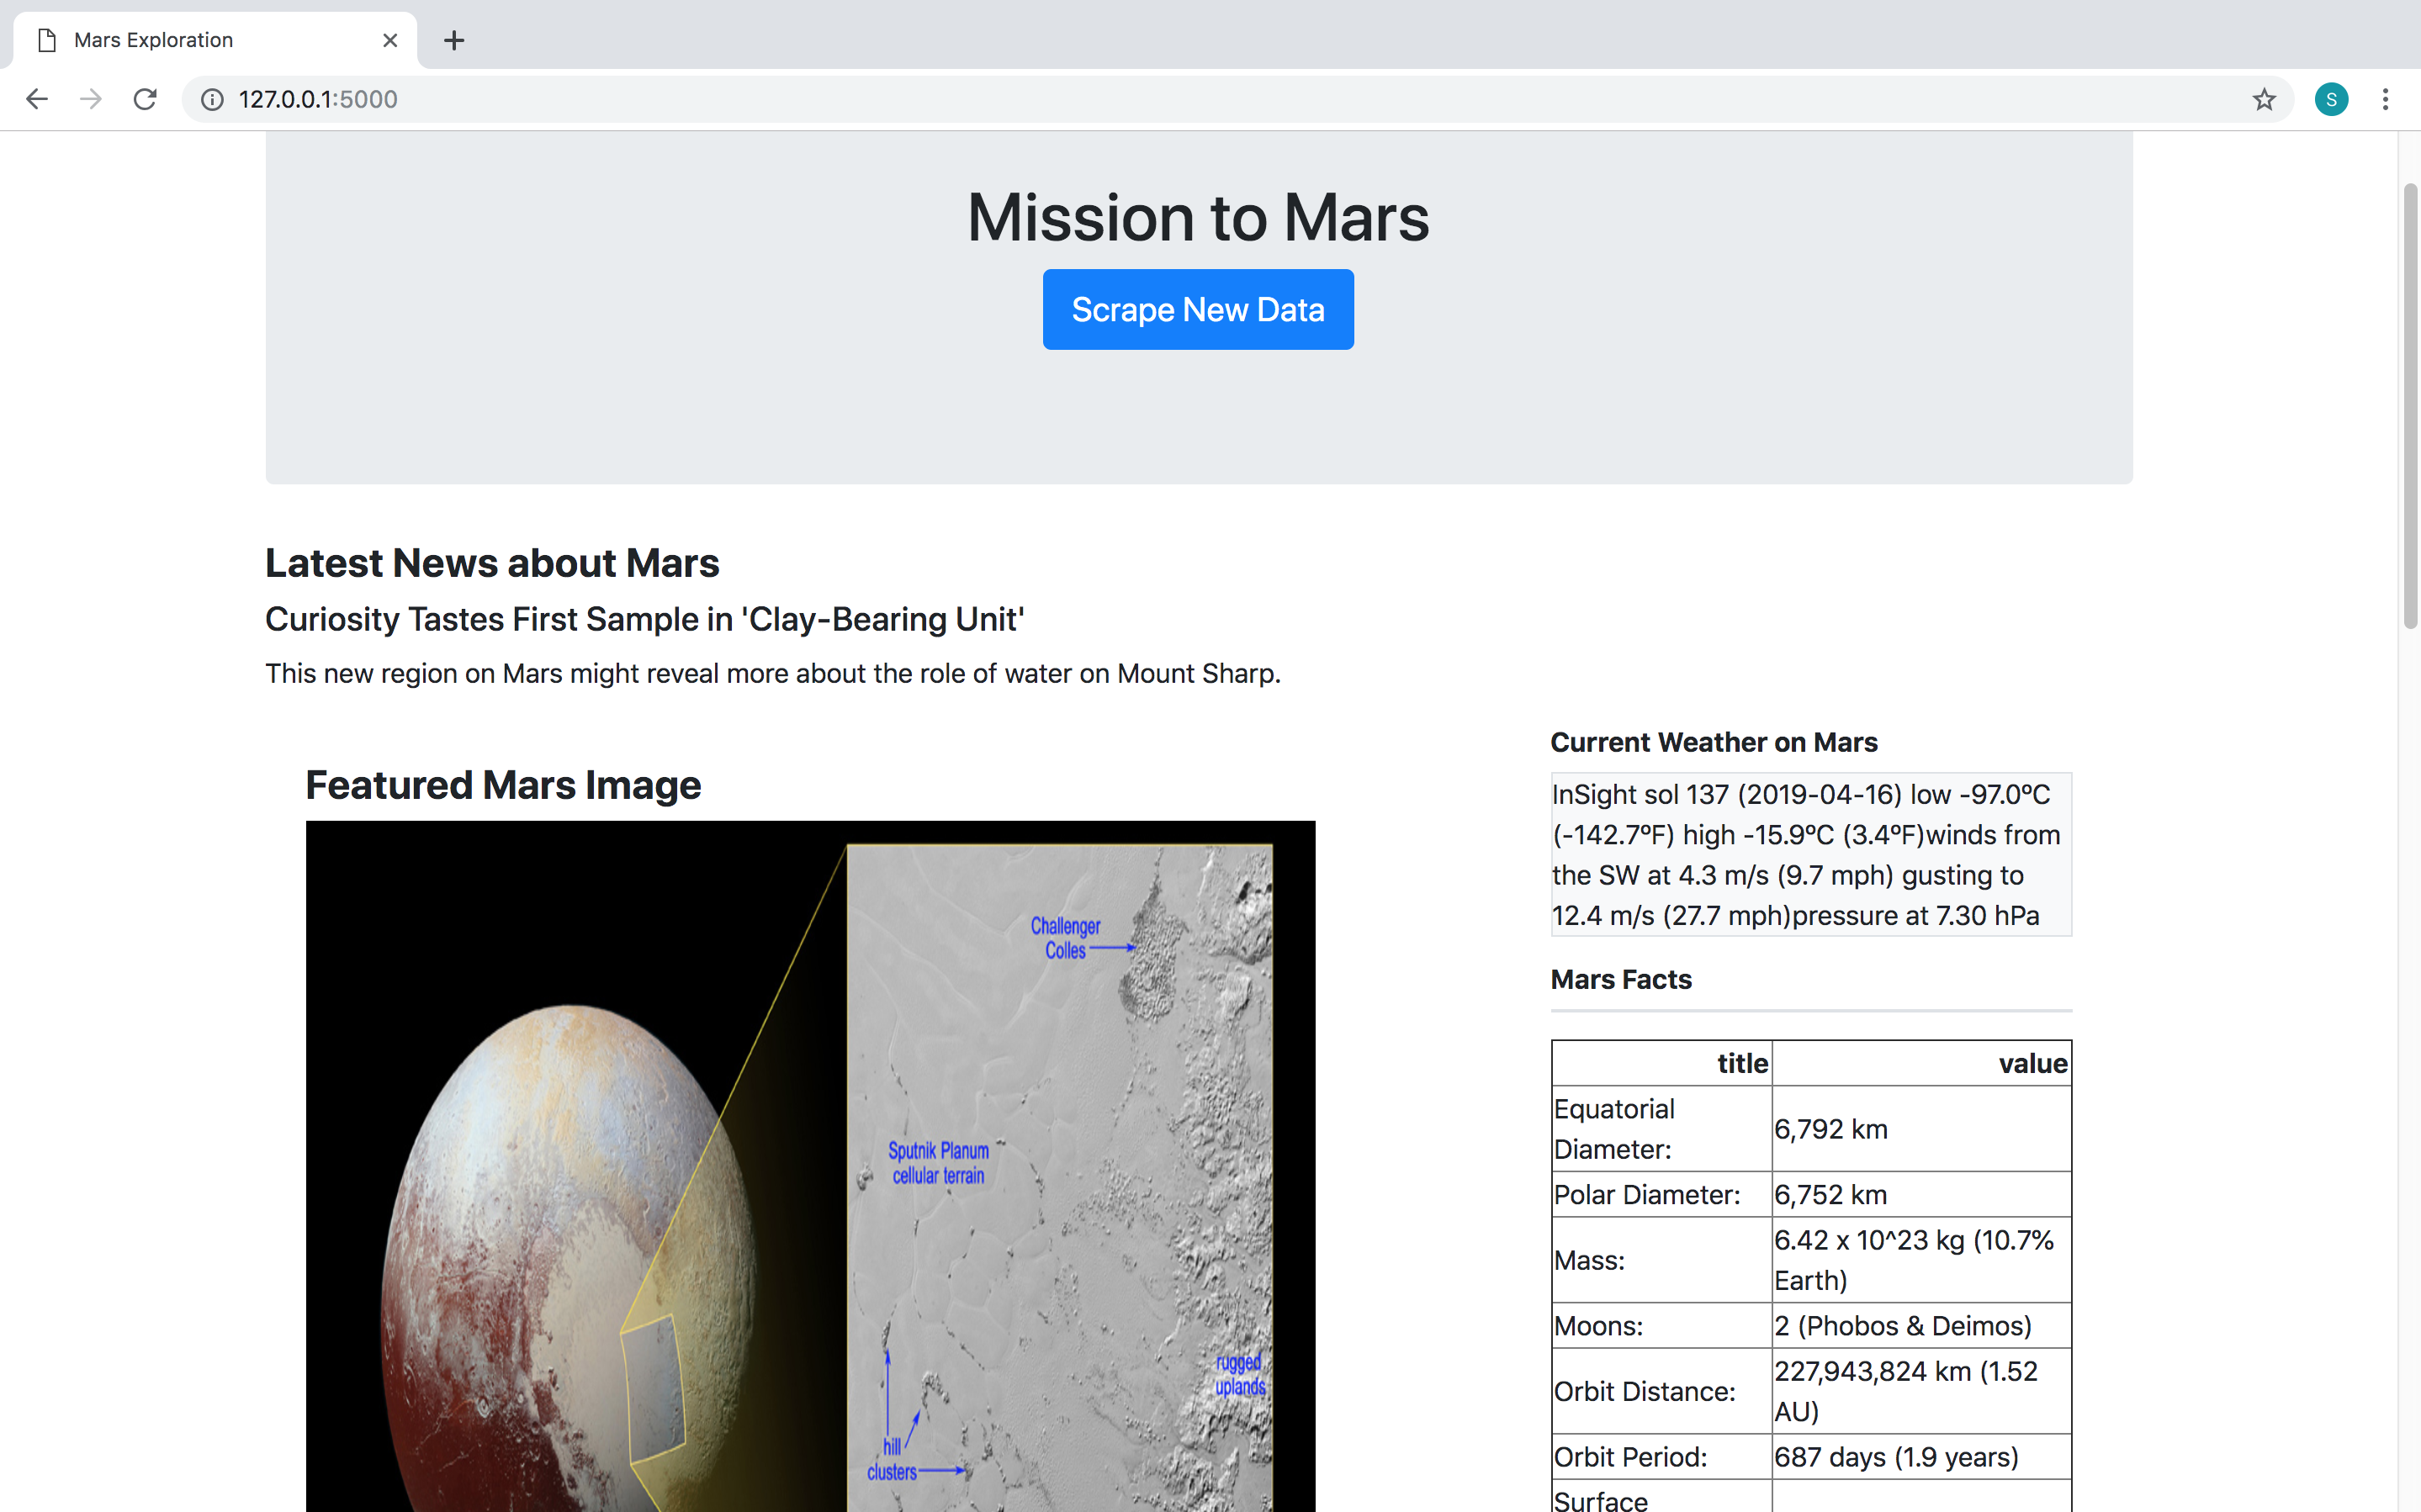 Mars Exploration
127.0.0.1:5000
S
Mission to Mars
Scrape New Data
Latest News about Mars
Curiosity Tastes First Sample in 'Clay-Bearing Unit'
This new region on Mars might reveal more about the role of water on Mount Sharp.
Featured Mars Image
Challenger
Colles
Sputnik Planum
cellular terrain
rugged
uplands
hill
clusters
Current Weather on Mars
InSight sol 137 (2019-04-16) low -97.0ºC
(-142.7ºF) high -15.9ºC (3.4ºF)winds from
the SW at 4.3 m/s (9.7 mph) gusting to
12.4 m/s (27.7 mph)pressure at 7.30 hPa
Mars Facts
title value
Equatorial
Diameter:
6,792 km
Polar Diameter: 6,752 km
Mass:
6.42 x 10^23 kg (10.7%
Earth)
Moons: 2 (Phobos & Deimos)
Orbit Distance:
227,943,824 km (1.52
AU)
Orbit Period: 687 days (1.9 years)
Surface